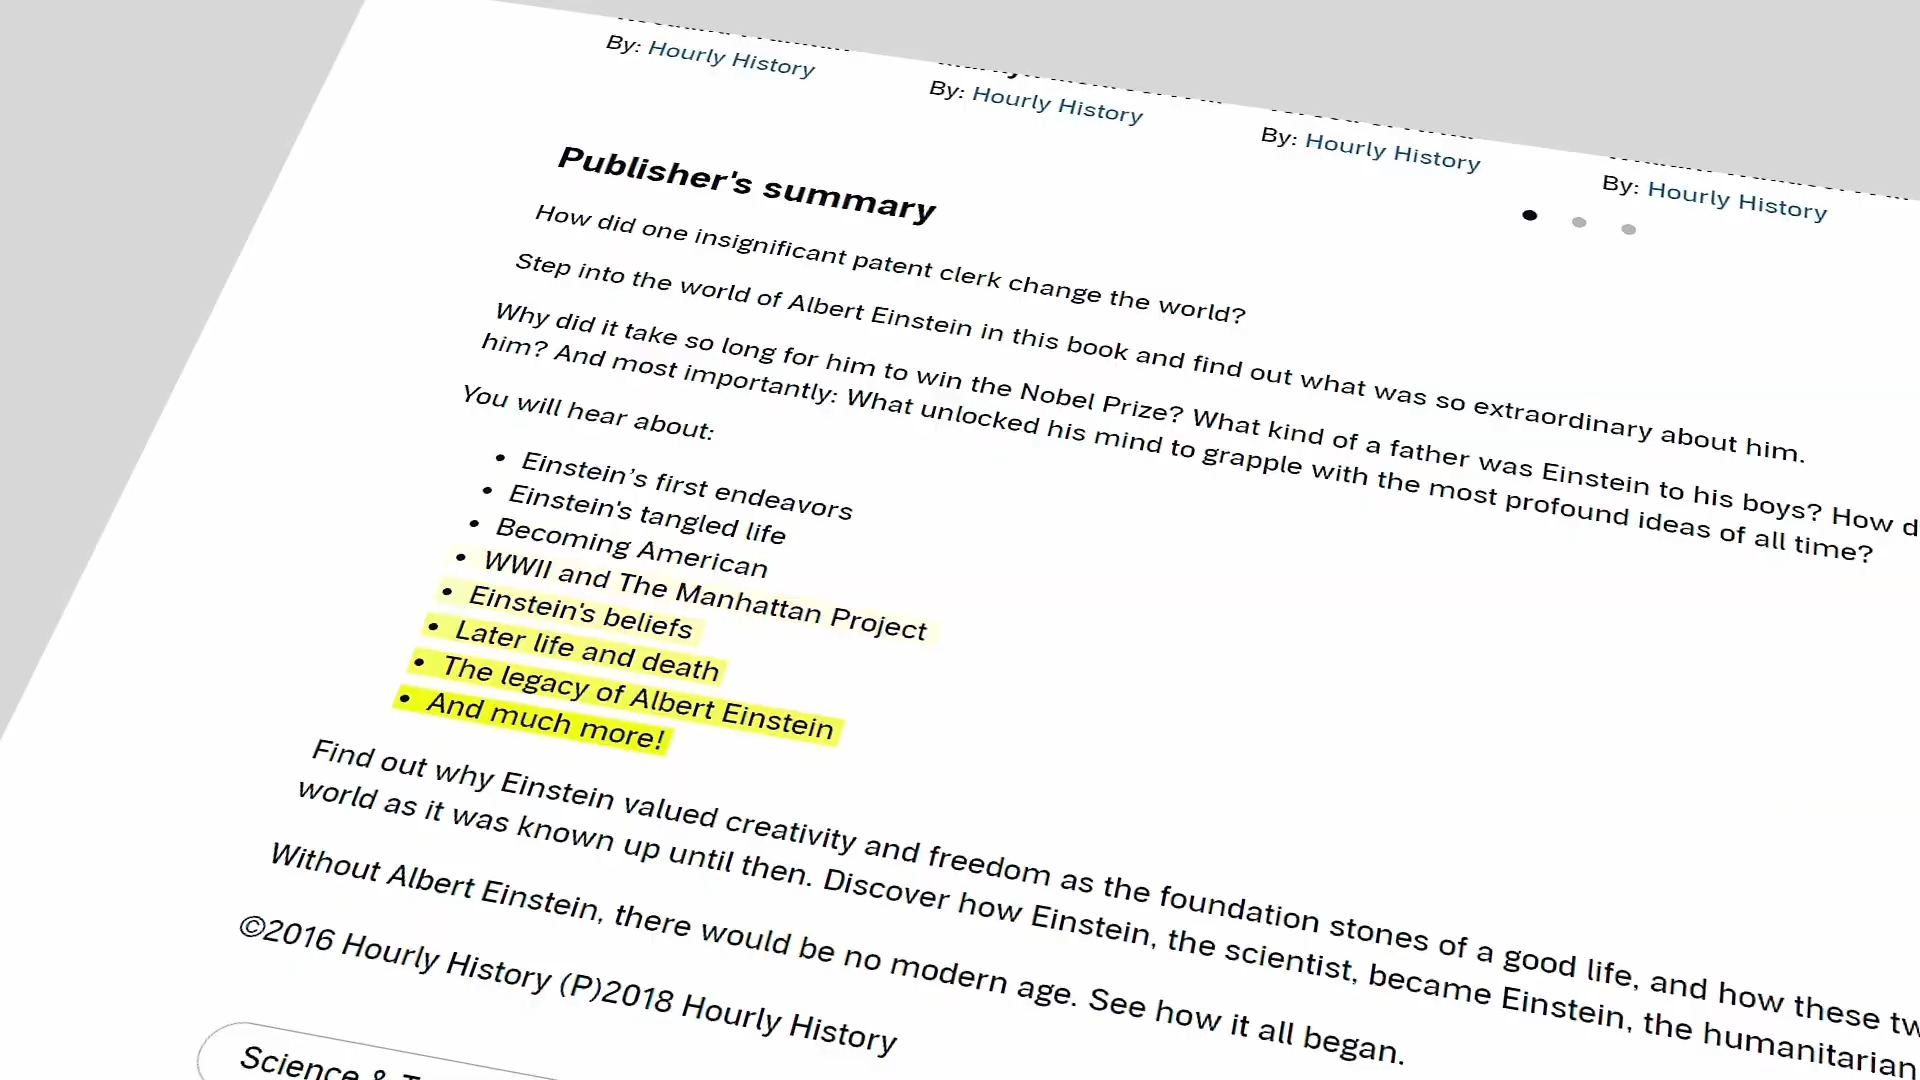 By: Hourly History
By: Hourly History
By: Hourly History
By: Hourly History
Publisher's summary
How did one insignificant patent clerk change the world?
Step into the world of Albert Einstein in this book and find out what was so extraordinary about him.
Why did it take so long for him to win the Nobel Prize? What kind of a father was Einstein to his boys? How
him? And most importantly: What unlocked his mind to grapple with the most profound ideas of all time?
You will hear about:
• Einstein’s first endeavors
• Einstein's tangled life
• Becoming American
• WWII and The Manhattan Project
• Einstein's beliefs
• Later life and death
• The legacy of Albert Einstein
• And much more!
Find out why Einstein valued creativity and freedom as the foundation stones of a good life, and how these
world as it was known up until then. Discover how Einstein, the scientist, became Einstein, the humanitarian
Without Albert Einstein, there would be no modern age. See how it all began.
©2016 Hourly History (P)2018 Hourly History
Science &